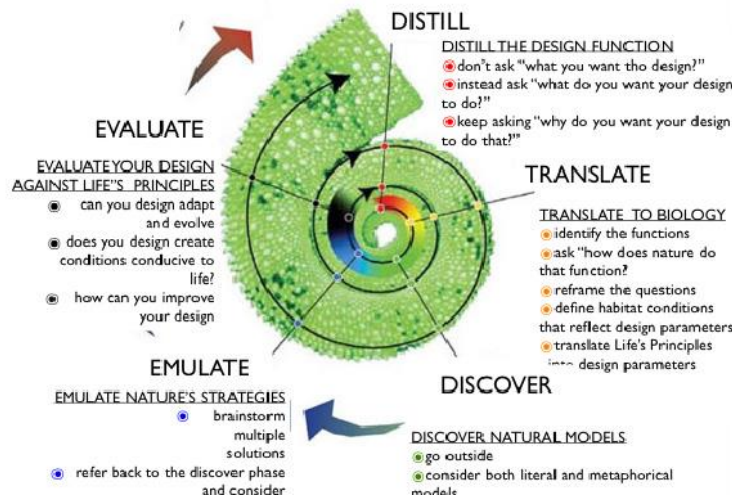 DISTILL
DISTILL THE DESIGN FUNCTION
don't ask "what you want tho design?"
instead ask "what do you want your design
to do?"
keep asking "why do you want your design
to do that?"
TRANSLATE
TRANSLATE TO BIOLOGY
identify the functions
ask "how does nature do
that function?
reframe the questions
define habitat conditions
that reflect design parameters
translate Life's Principles
into design parameters
DISCOVER
DISCOVER NATURAL MODELS
go outside
consider both literal and metaphorical
models
EMULATE
EMULATE NATURE'S STRATEGIES
brainstorm
multiple
solutions
refer back to the discover phase
and consider
EVALUATE
EVALUATE YOUR DESIGN
AGAINST LIFE"S PRINCIPLES
can you design adapt
and evolve
does you design create
conditions conducive to
life?
how can you improve
your design